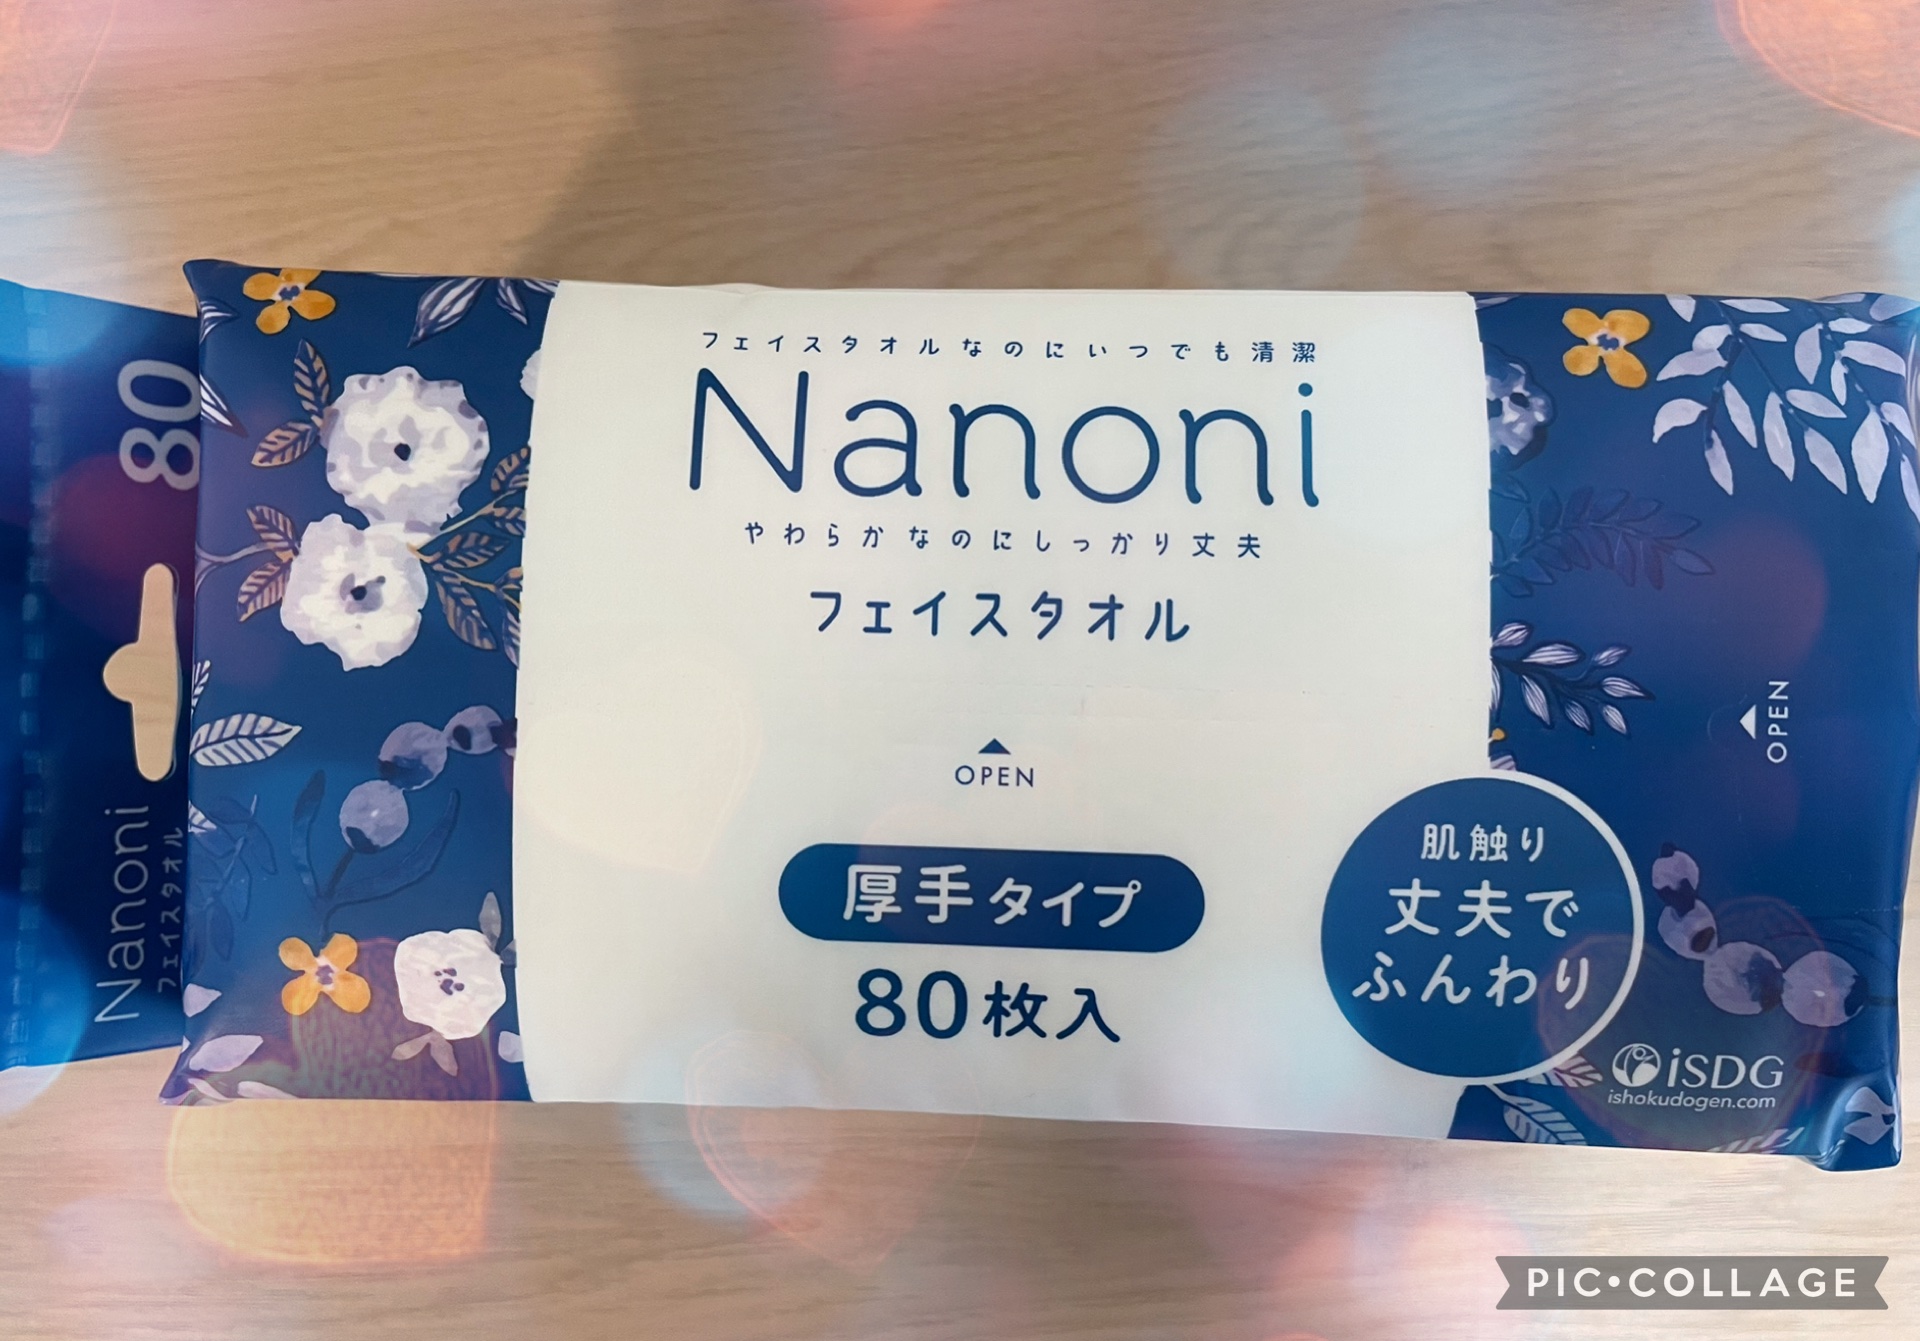 80
Nanoni
フェイスタオル
フェイスタオルなのにいつでも清潔
Nanoni
やわらかなのにしっかり丈夫
フェイスタオル
OPEN
厚手タイプ
80枚入
肌触り
丈夫で
ふんわり
OPEN
iSDG
ishokudogen.com
PIC•COLLAGE